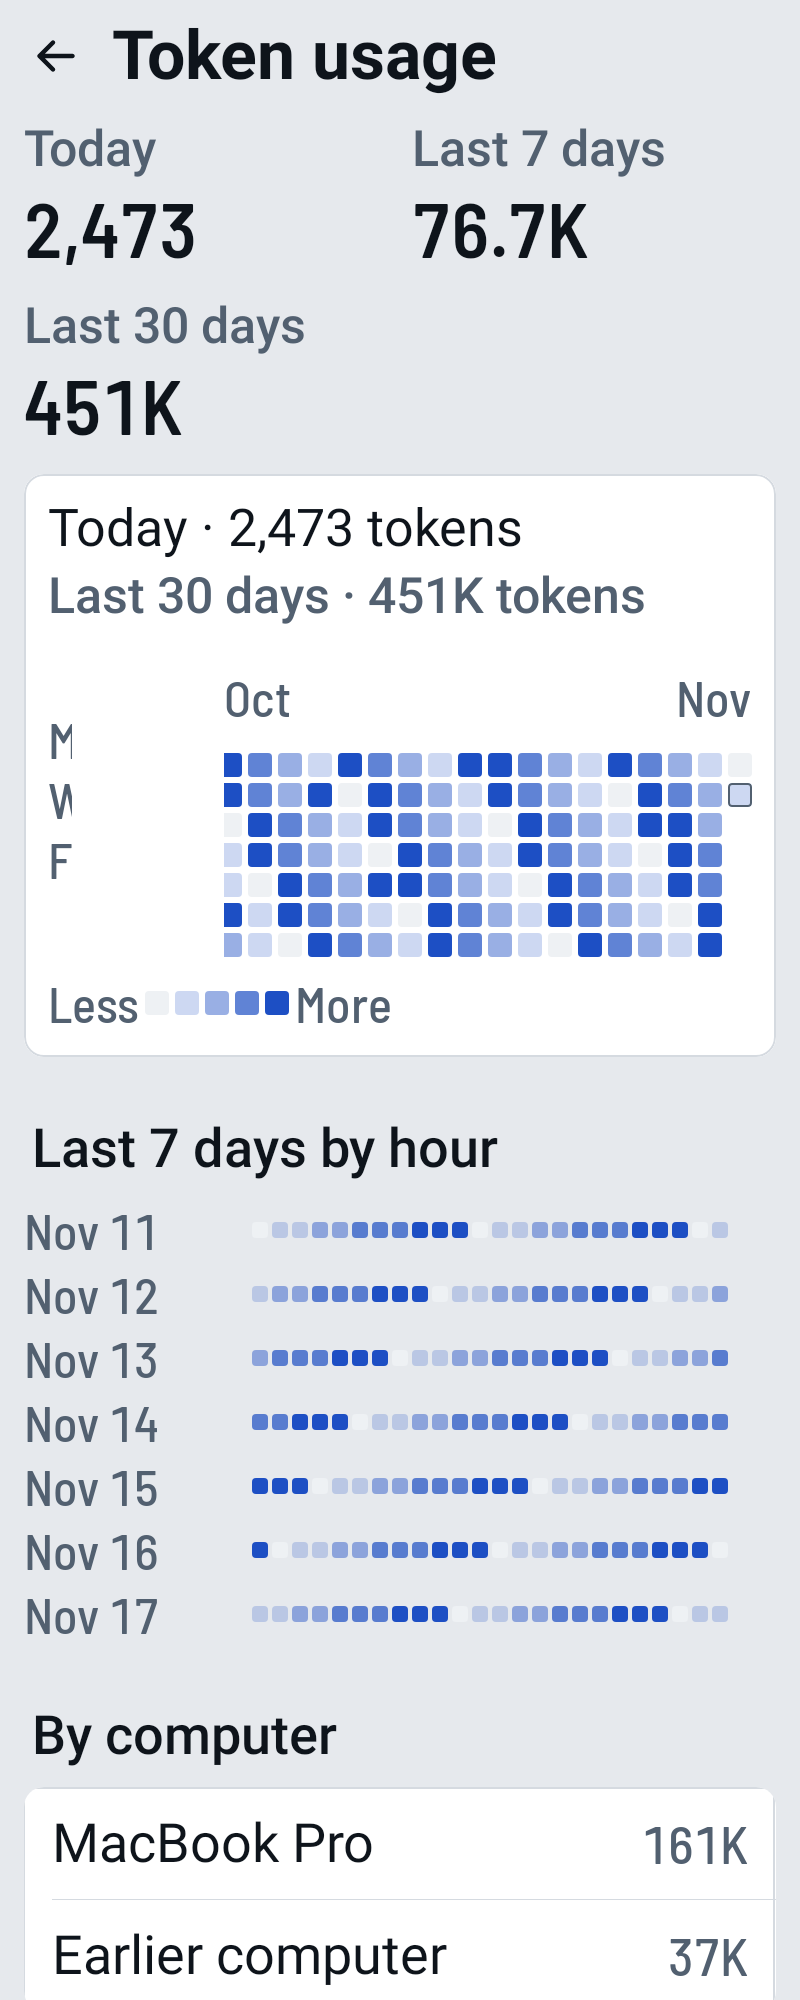 Token usage
Today
2,473
Last 7 days
76.7K
Last 30 days
451K
Today · 2,473 tokens
Last 30 days · 451K tokens
Oct Nov
M
W
F
Less More
Last 7 days by hour
Nov 11
Nov 12
Nov 13
Nov 14
Nov 15
Nov 16
Nov 17
By computer
MacBook Pro 161K
Earlier computer 37K